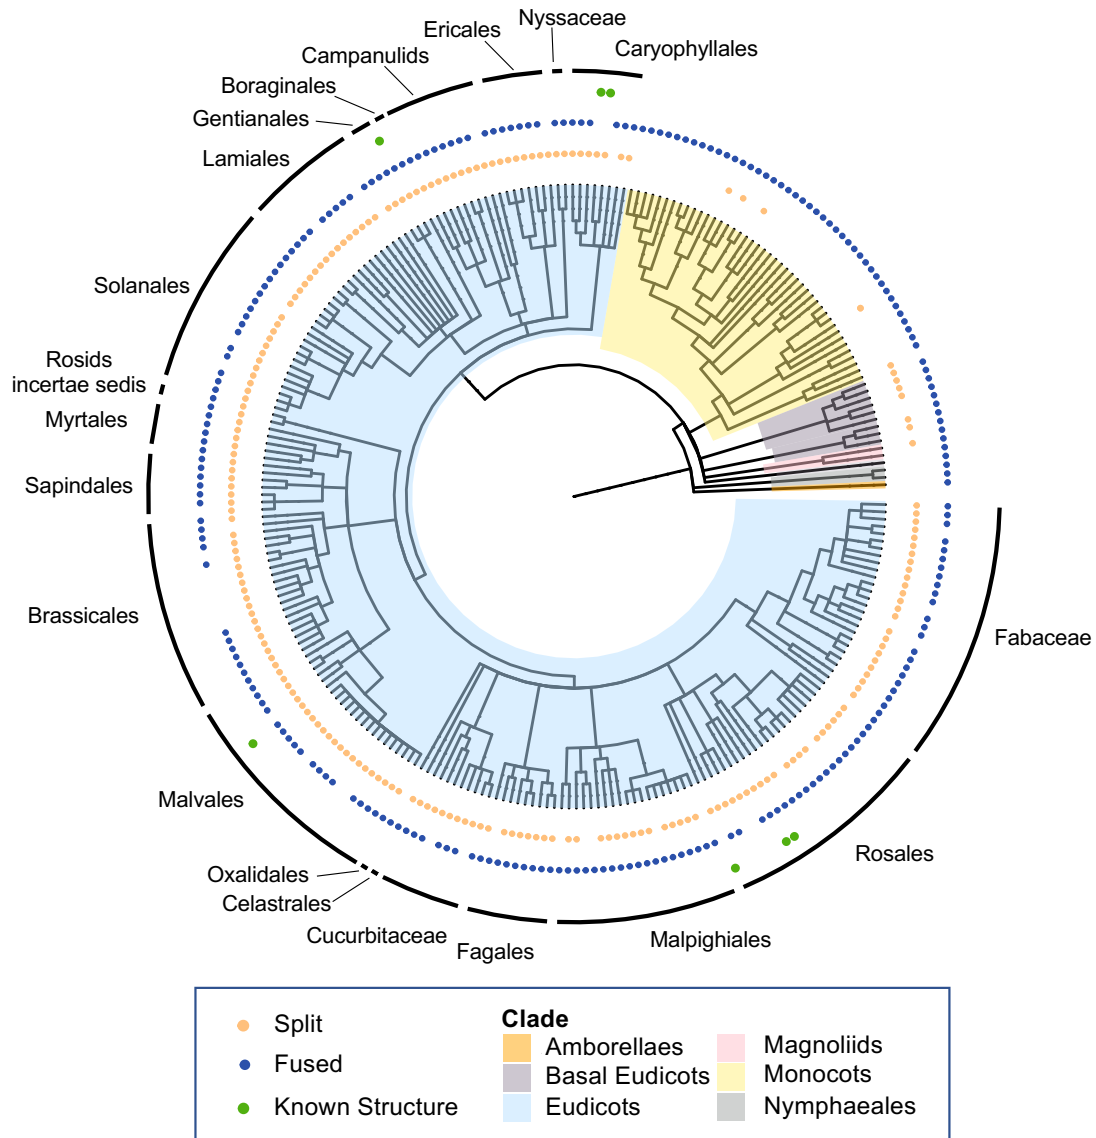 Nyssaceae
Ericales
Caryophyllales
Campanulids
Boraginales
Gentianales
Lamiales
Solanales
Rosids
incertae sedis
Myrtales
Sapindales
Brassicales
Fabaceae
Malvales
Rosales
Oxalidales
Celastrales
Cucurbitaceae
Fagales
Malpighiales
Split
Fused
Known Structure
Clade
Amborellaes
Basal Eudicots
Eudicots
Magnoliids
Monocots
Nymphaeales